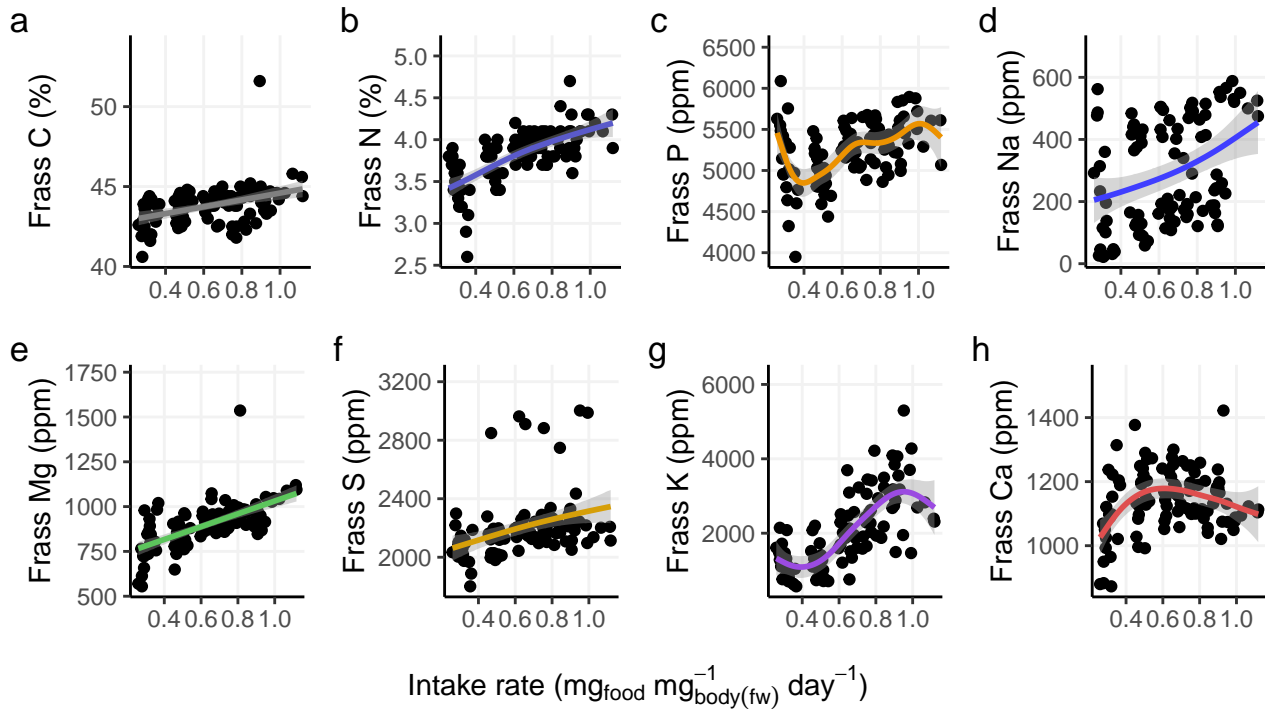 a
Frass C (%)
50
45
40
0.4 0.6 0.8 1.0
b
Frass N (%)
5.0
4.5
4.0
3.5
3.0
2.5
0.4 0.6 0.8 1.0
c
Frass P (ppm)
6500
6000
5500
5000
4500
4000
0.4 0.6 0.8 1.0
d
Frass Na (ppm)
600
400
200
0
0.4 0.6 0.8 1.0
e
Frass Mg (ppm)
1750
1500
1250
1000
750
500
0.4 0.6 0.8 1.0
f
Frass S (ppm)
3200
2800
2400
2000
0.4 0.6 0.8 1.0
g
Frass K (ppm)
6000
4000
2000
0.4 0.6 0.8 1.0
h
Frass Ca (ppm)
1400
1200
1000
0.4 0.6 0.8 1.0
Intake rate (mg_food mg_body(fw)^−1 day^−1)